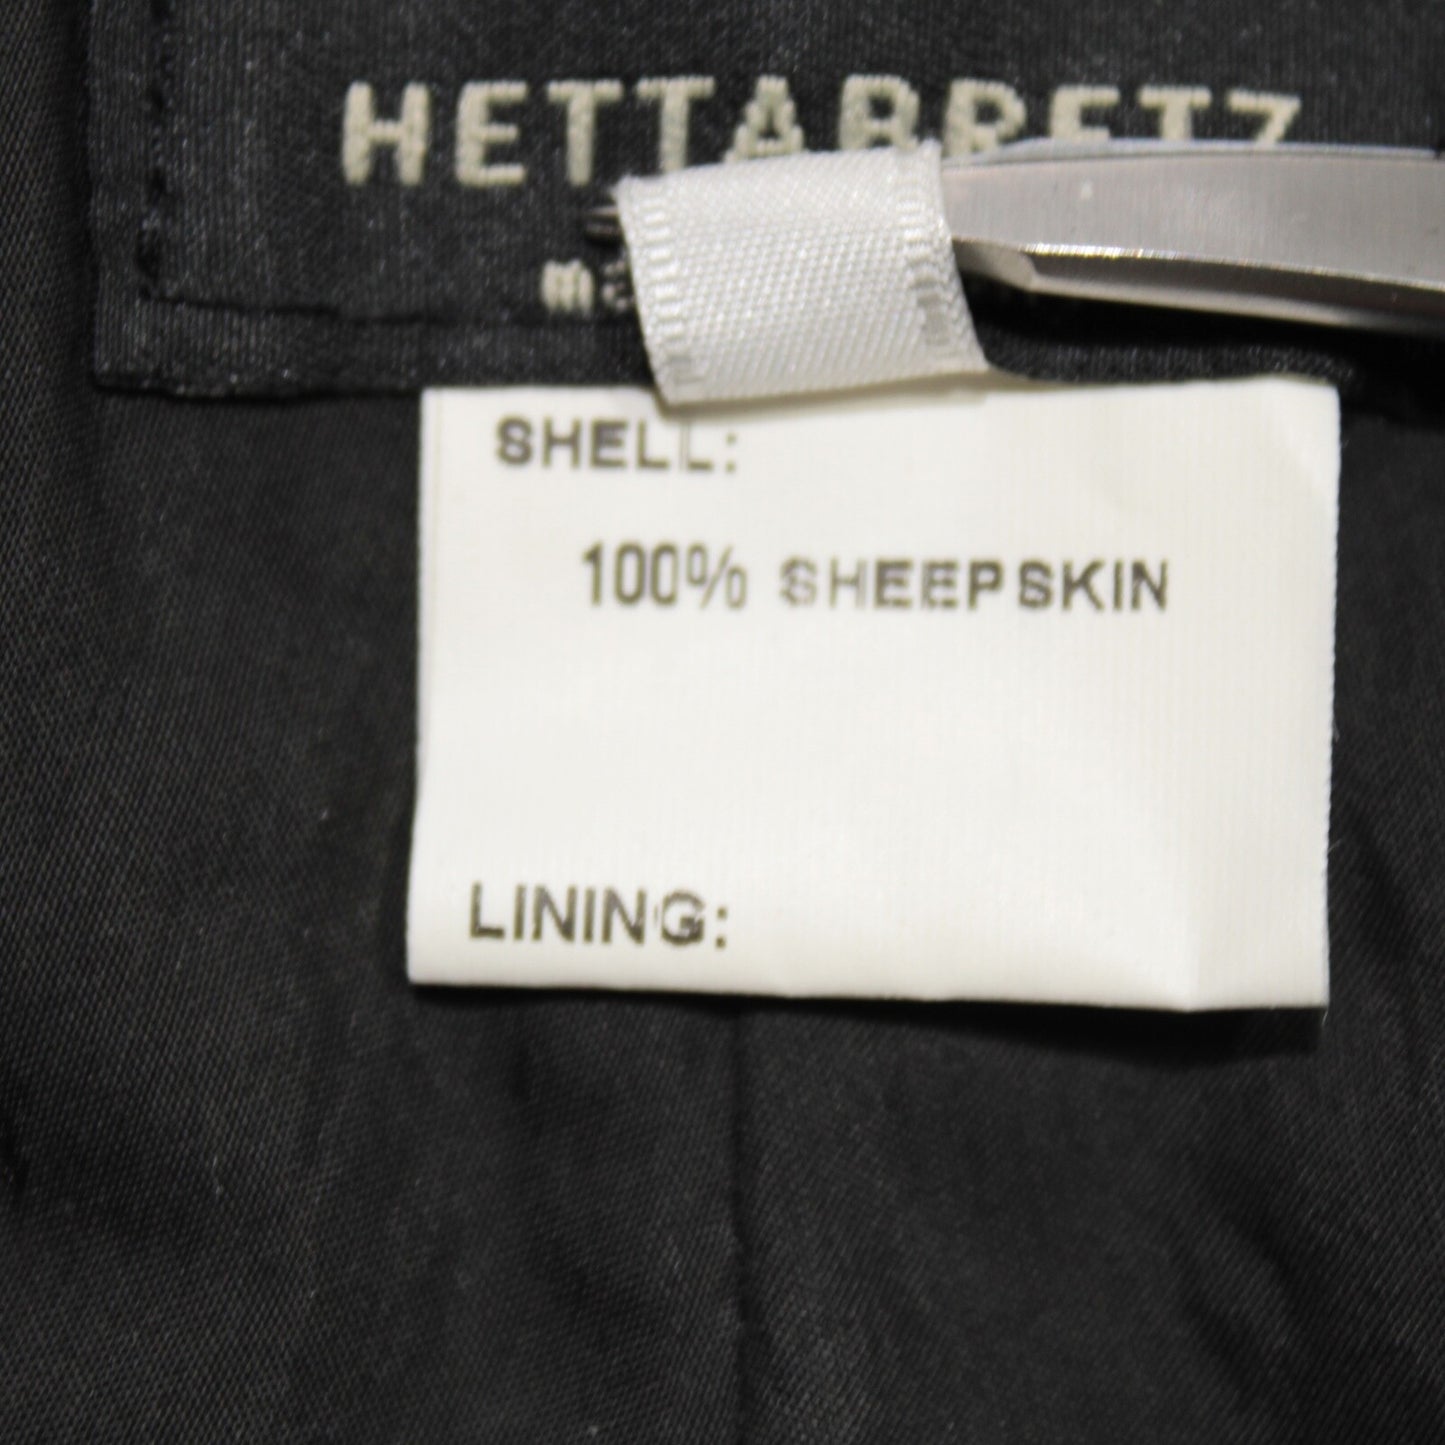 HETTABRETZ
SHELL:
100% SHEEPSKIN
LINING: